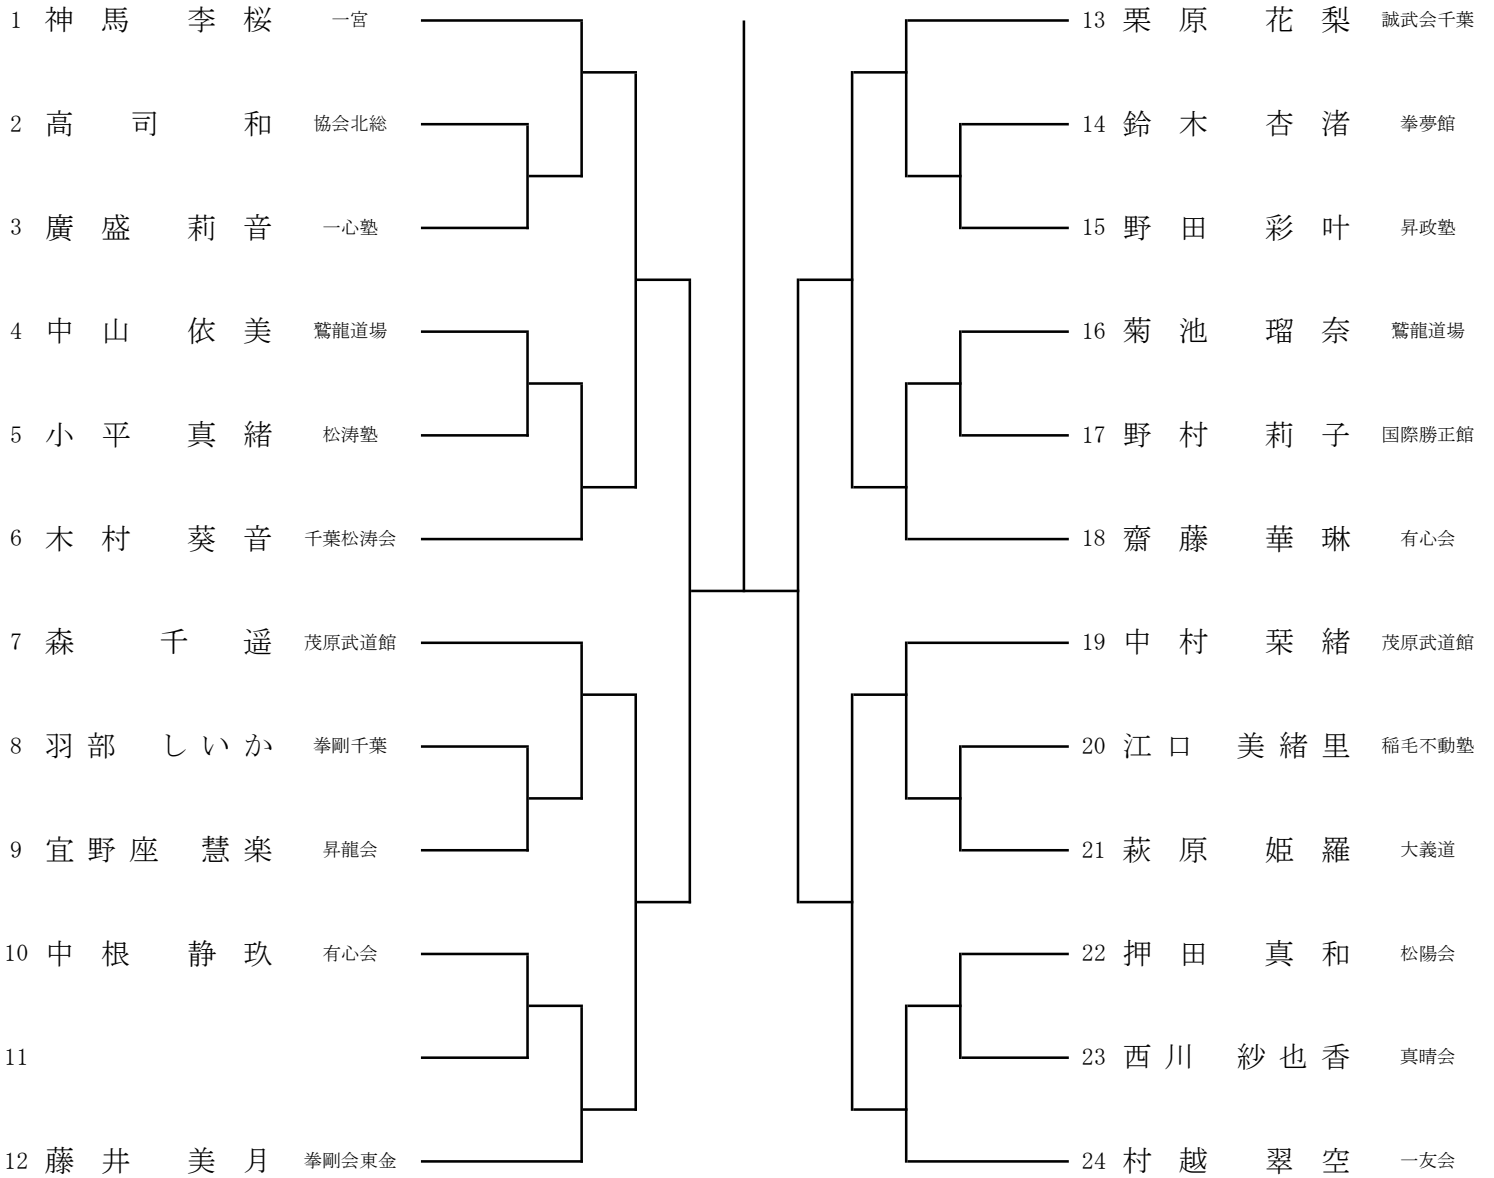 1 神馬 李桜 一宮
2 高司 和 協会北総
3 廣盛 莉音 一心塾
4 中山 依美 鷲龍道場
5 小平 真緒 松涛塾
6 木村 葵音 千葉松涛会
7 森 千遥 茂原武道館
8 羽部 しいか 拳剛千葉
9 宜野座 慧楽 昇龍会
10 中根 静玖 有心会
11
12 藤井 美月 拳剛会東金
13 栗原 花梨 誠武会千葉
14 鈴木 杏渚 拳夢館
15 野田 彩叶 昇政塾
16 菊池 瑠奈 鷲龍道場
17 野村 莉子 国際勝正館
18 齋藤 華琳 有心会
19 中村 栞緒 茂原武道館
20 江口 美緒里 稲毛不動塾
21 萩原 姫羅 大義道
22 押田 真和 松陽会
23 西川 紗也香 真晴会
24 村越 翠空 一友会